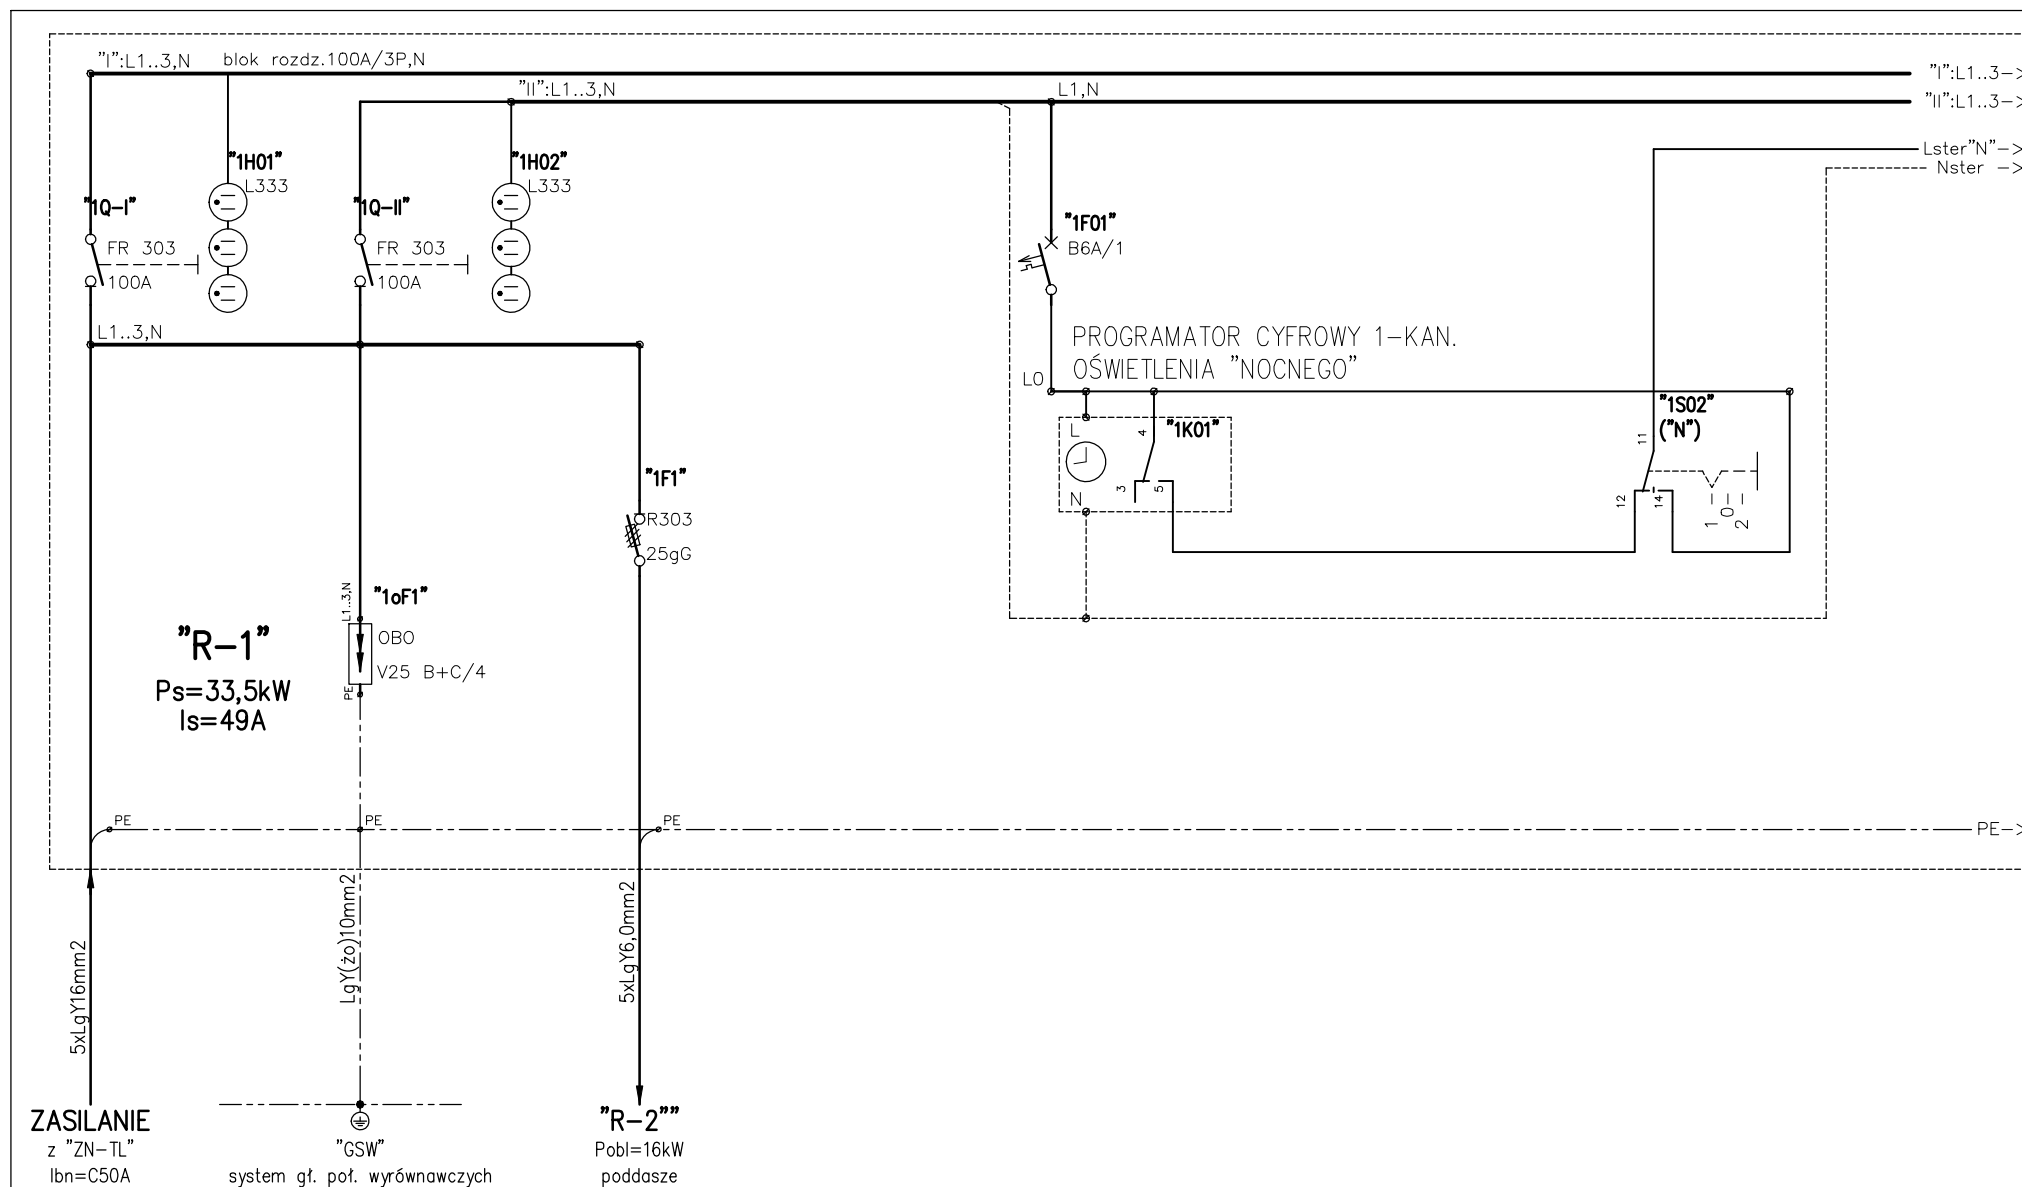 "I":L1..3,N blok rozdz.100A/3P,N
"I":L1..3->
"II":L1..3,N
L1,N
"II":L1..3->
Lster"N"->
Nster ->
"1H01"
L333
"1H02"
L333
"1Q-I"
FR 303
100A
"1Q-II"
FR 303
100A
"1F01"
B6A/1
L1..3,N
PROGRAMATOR CYFROWY 1-KAN.
OŚWIETLENIA "NOCNEGO"
L0
L
N
4
3
5
"1K01"
"1S02"
("N")
11
12
14
1
0
2
"1F1"
R303
25gG
L1..3,N
"1oF1"
OBO
V25 B+C/4
PE
"R-1"
Ps=33,5kW
Is=49A
PE
PE
PE
PE->
5xLgY16mm2
LgY(żo)10mm2
5xLgY6,0mm2
ZASILANIE
z "ZN-TL"
Ibn=C50A
"GSW"
system gł. poł. wyrównawczych
"R-2""
Pobl=16kW
poddasze